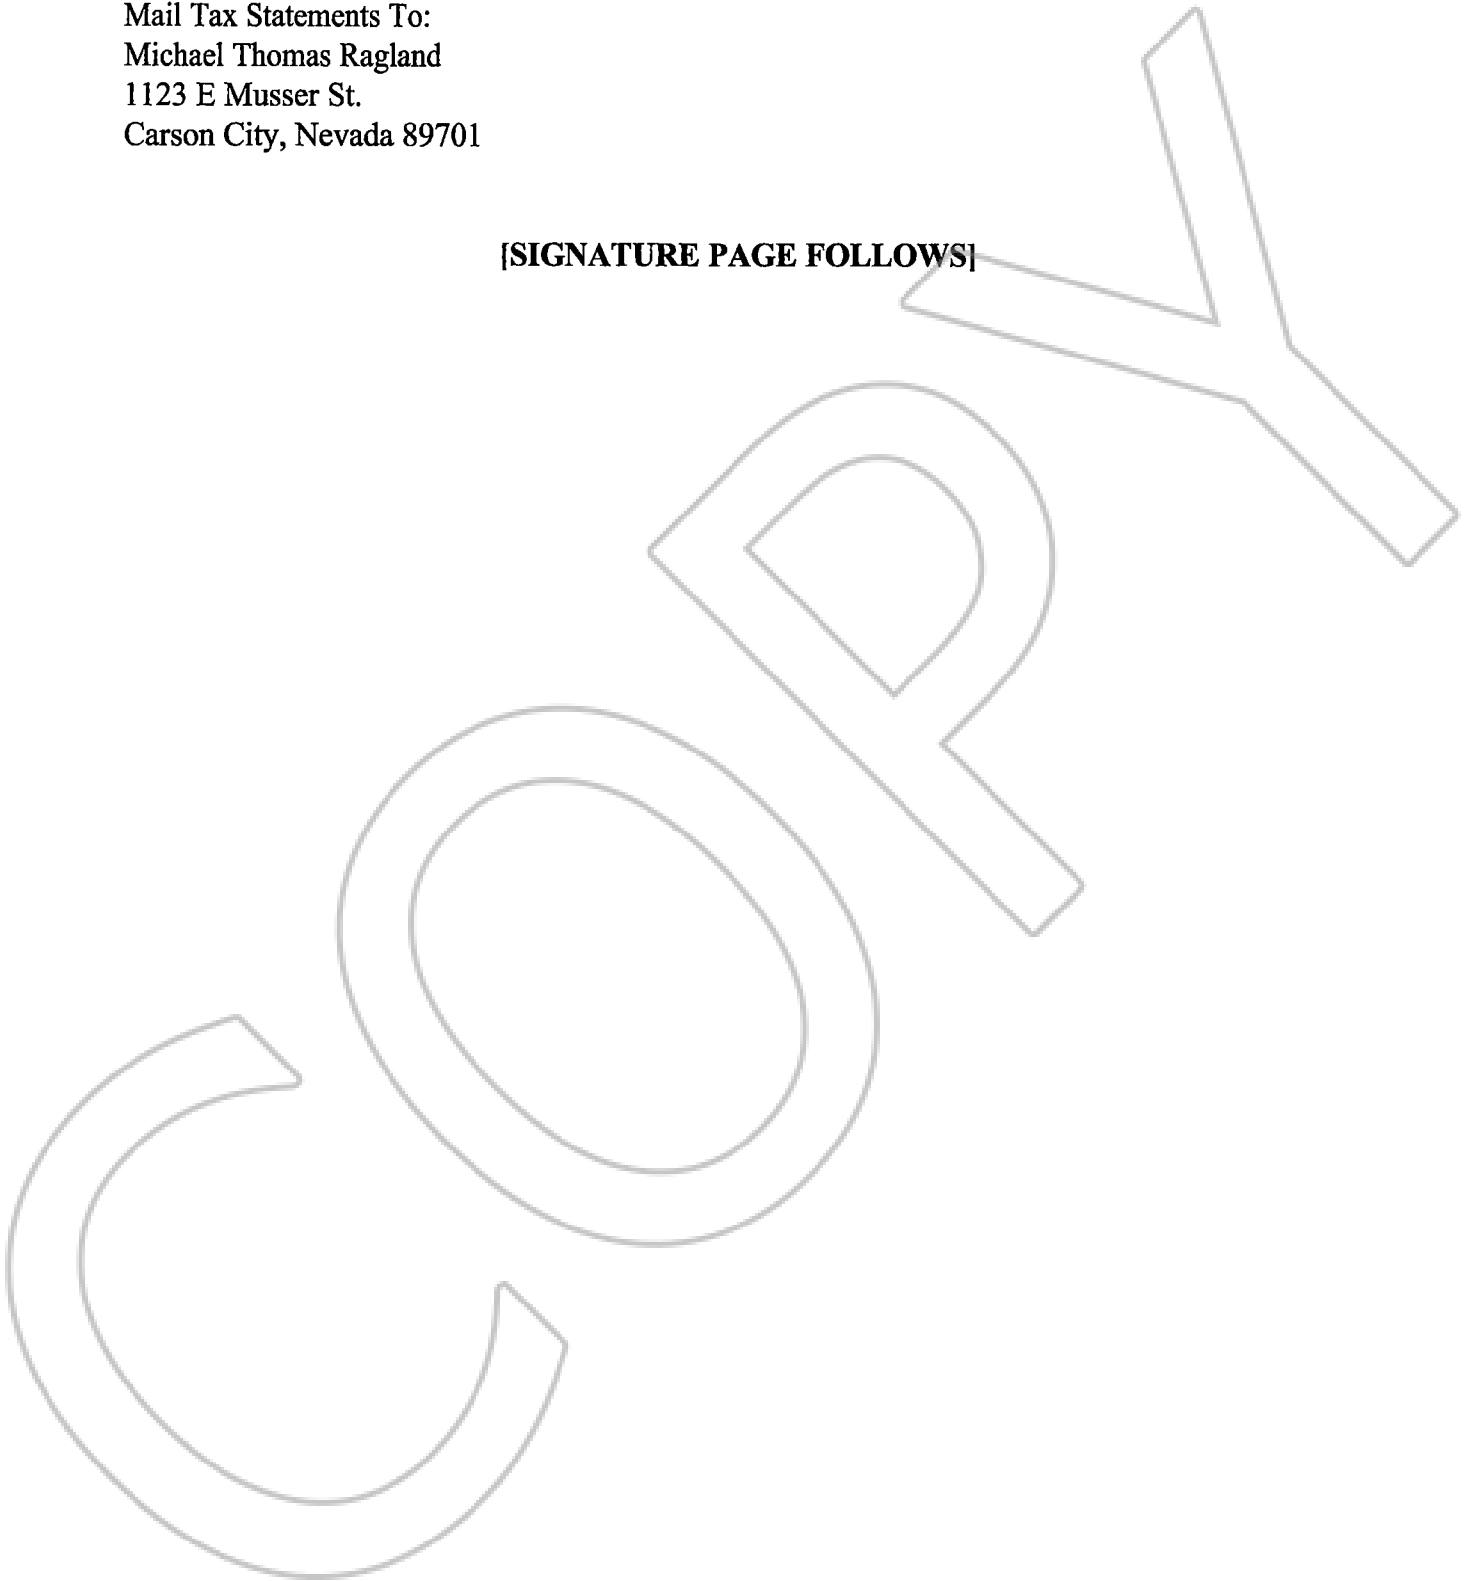 Mail Tax Statements To:
Michael Thomas Ragland
1123 E Musser St.
Carson City, Nevada 89701
[SIGNATURE PAGE FOLLOWS]
COPY